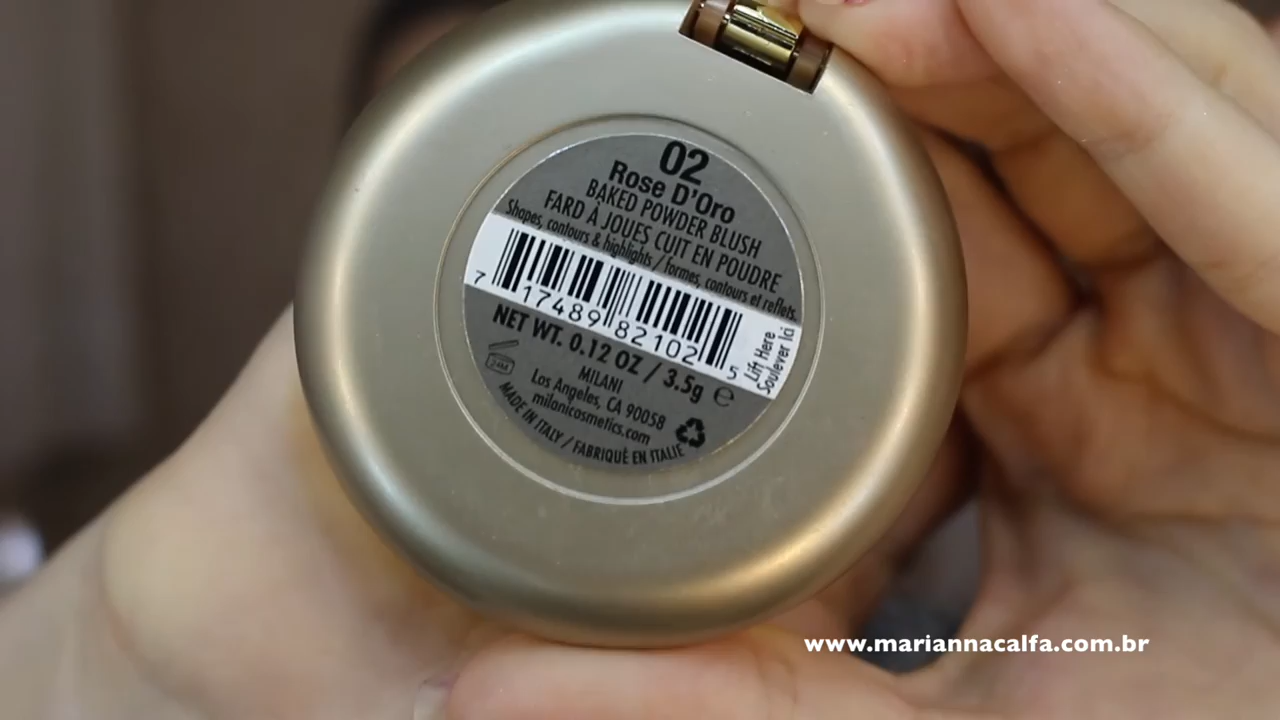 02
Rose D'Oro
BAKED POWDER BLUSH
FARD À JOUES CUIT EN POUDRE
Shapes, contours & highlights / formes, contours et reflets.
7 17489 82102 5
Lift Here
Soulever Ici
NET WT. 0.12 OZ / 3.5g e
24M
MILANI
Los Angeles, CA 90058
milanicosmetics.com
MADE IN ITALY / FABRIQUÈ EN ITALIE
www.mariannacalfa.com.br